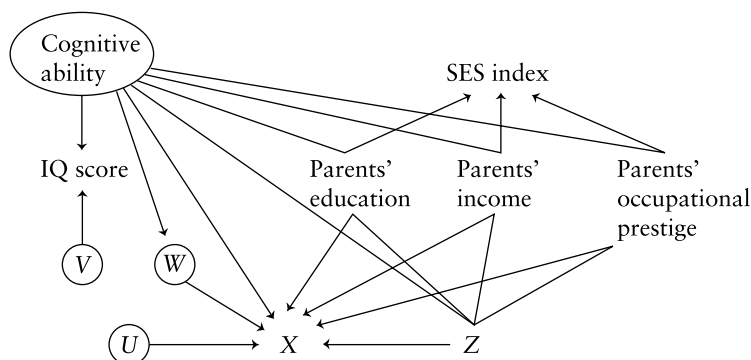 Cognitive
ability
SES index
IQ score
Parents'
education
Parents'
income
Parents'
occupational
prestige
V
W
U
X
Z